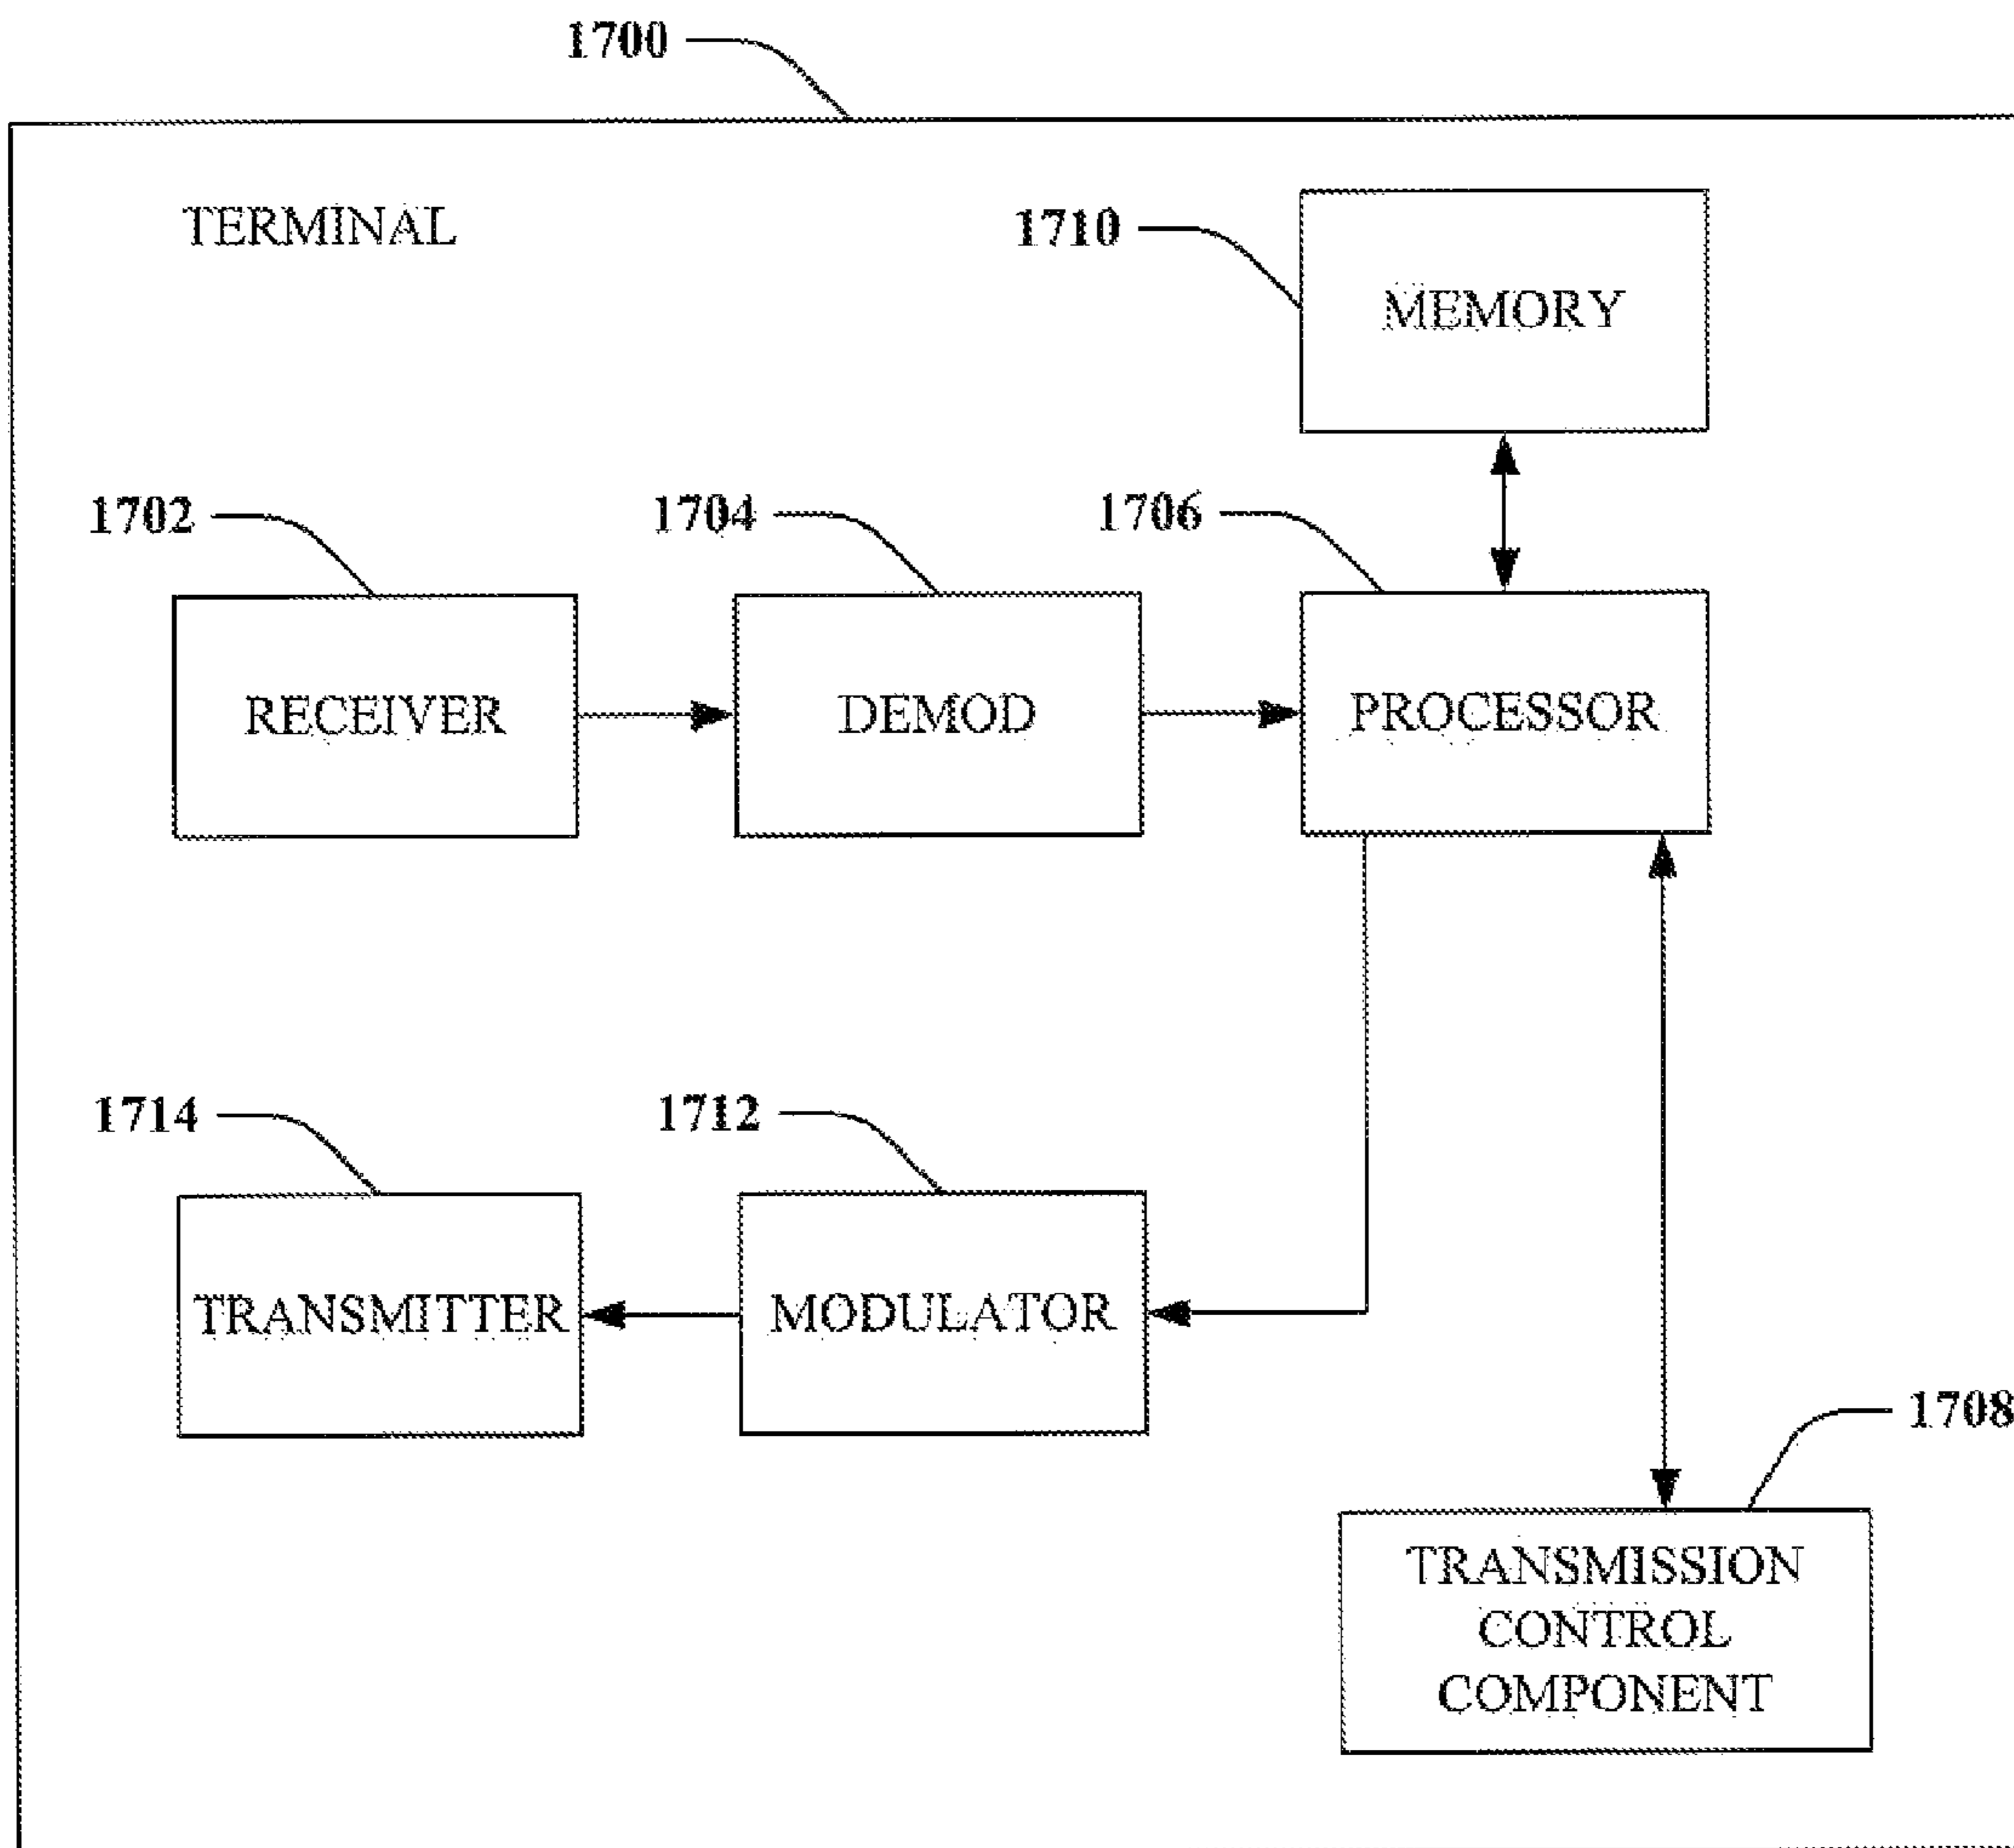 1700
TERMINAL
1710
MEMORY
1702
1704
1706
RECEIVER
DEMOD
PROCESSOR
1714
1712
TRANSMITTER
MODULATOR
1708
TRANSMISSION
CONTROL
COMPONENT